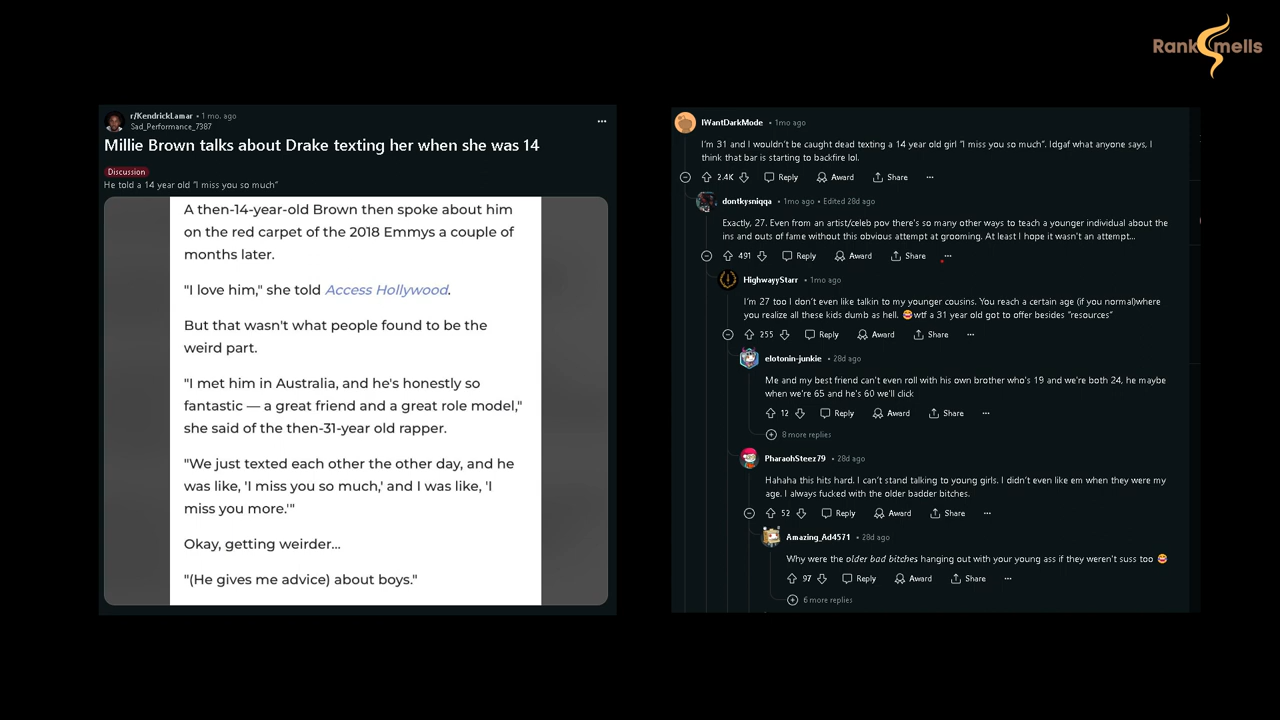 RankSmells
r/KendrickLamar • 1 mo. ago
Sad_Performance_7387
Millie Brown talks about Drake texting her when she was 14
Discussion
He told a 14 year old "I miss you so much"
A then-14-year-old Brown then spoke about him
on the red carpet of the 2018 Emmys a couple of
months later.
"I love him," she told Access Hollywood.
But that wasn't what people found to be the
weird part.
"I met him in Australia, and he's honestly so
fantastic — a great friend and a great role model,"
she said of the then-31-year old rapper.
"We just texted each other the other day, and he
was like, 'I miss you so much,' and I was like, 'I
miss you more.'"
Okay, getting weirder...
"(He gives me advice) about boys."
IWantDarkMode • 1mo ago
I'm 31 and I wouldn't be caught dead texting a 14 year old girl "I miss you so much". Idgaf what anyone says, I
think that bar is starting to backfire lol.
2.4K Reply Award Share
dontkysniqqa • 1mo ago • Edited 28d ago
Exactly, 27. Even from an artist/celeb pov there's so many other ways to teach a younger individual about the
ins and outs of fame without this obvious attempt at grooming. At least I hope it wasn't an attempt...
491 Reply Award Share
HighwayyStarr • 1mo ago
I'm 27 too I don't even like talkin to my younger cousins. You reach a certain age (if you normal)where
you realize all these kids dumb as hell. 😂wtf a 31 year old got to offer besides "resources"
255 Reply Award Share
elotonin-junkie • 28d ago
Me and my best friend can't even roll with his own brother who's 19 and we're both 24, he maybe
when we're 65 and he's 60 we'll click
12 Reply Award Share
8 more replies
PharaohSteez79 • 28d ago
Hahaha this hits hard. I can't stand talking to young girls. I didn't even like em when they were my
age. I always fucked with the older badder bitches.
52 Reply Award Share
Amazing_Ad4571 • 28d ago
Why were the older bad bitches hanging out with your young ass if they weren't suss too 😂
97 Reply Award Share
6 more replies